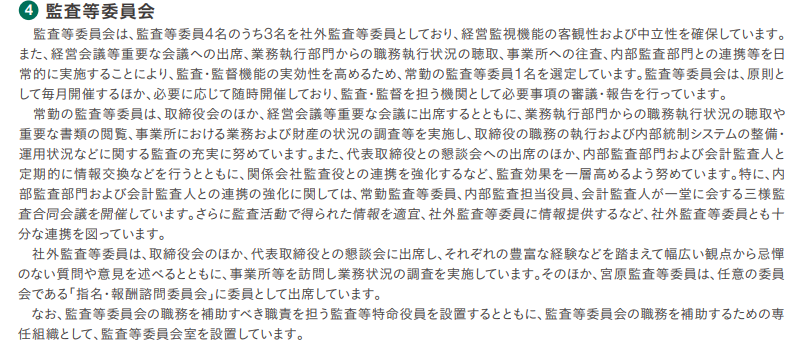 4 監査等委員会
監査等委員会は、監査等委員4名のうち3名を社外監査等委員としており、経営監視機能の客観性および中立性を確保しています。
また、経営会議等重要な会議への出席、業務執行部門からの職務執行状況の聴取、事業所への往査、内部監査部門との連携等を日
常的に実施することにより、監査・監督機能の実効性を高めるため、常勤の監査等委員1名を選定しています。監査等委員会は、原則と
して毎月開催するほか、必要に応じて随時開催しており、監査・監督を担う機関として必要事項の審議・報告を行っています。
常勤の監査等委員は、取締役会のほか、経営会議等重要な会議に出席するとともに、業務執行部門からの職務執行状況の聴取や
重要な書類の閲覧、事業所における業務および財産の状況の調査等を実施し、取締役の職務の執行および内部統制システムの整備・
運用状況などに関する監査の充実に努めています。また、代表取締役との懇談会への出席のほか、内部監査部門および会計監査人と
定期的に情報交換などを行うとともに、関係会社監査役との連携を強化するなど、監査効果を一層高めるよう努めています。特に、内
部監査部門および会計監査人との連携の強化に関しては、常勤監査等委員、内部監査担当役員、会計監査人が一堂に会する三様監
査合同会議を開催しています。さらに監査活動で得られた情報を適宜、社外監査等委員に情報提供するなど、社外監査等委員とも十
分な連携を図っています。
社外監査等委員は、取締役会のほか、代表取締役との懇談会に出席し、それぞれの豊富な経験などを踏まえて幅広い観点から忌憚
のない質問や意見を述べるとともに、事業所等を訪問し業務状況の調査を実施しています。そのほか、宮原監査等委員は、任意の委員
会である「指名・報酬諮問委員会」に委員として出席しています。
なお、監査等委員会の職務を補助すべき職責を担う監査等特命役員を設置するとともに、監査等委員会の職務を補助するための専
任組織として、監査等委員会室を設置しています。